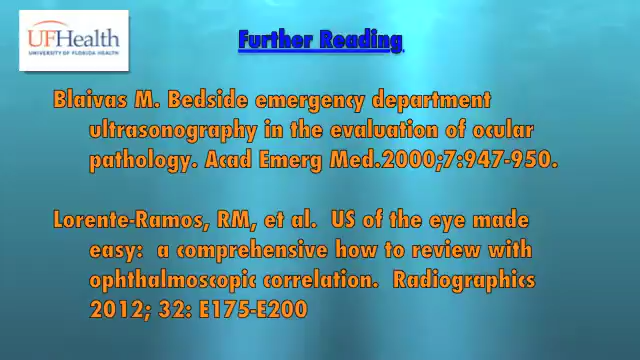 UFHealth
UNIVERSITY OF FLORIDA HEALTH
Further Reading
Blaivas M. Bedside emergency department
ultrasonography in the evaluation of ocular
pathology. Acad Emerg Med.2000;7:947-950.
Lorente-Ramos, RM, et al.  US of the eye made
easy:  a comprehensive how to review with
ophthalmoscopic correlation.  Radiographics
2012; 32: E175-E200